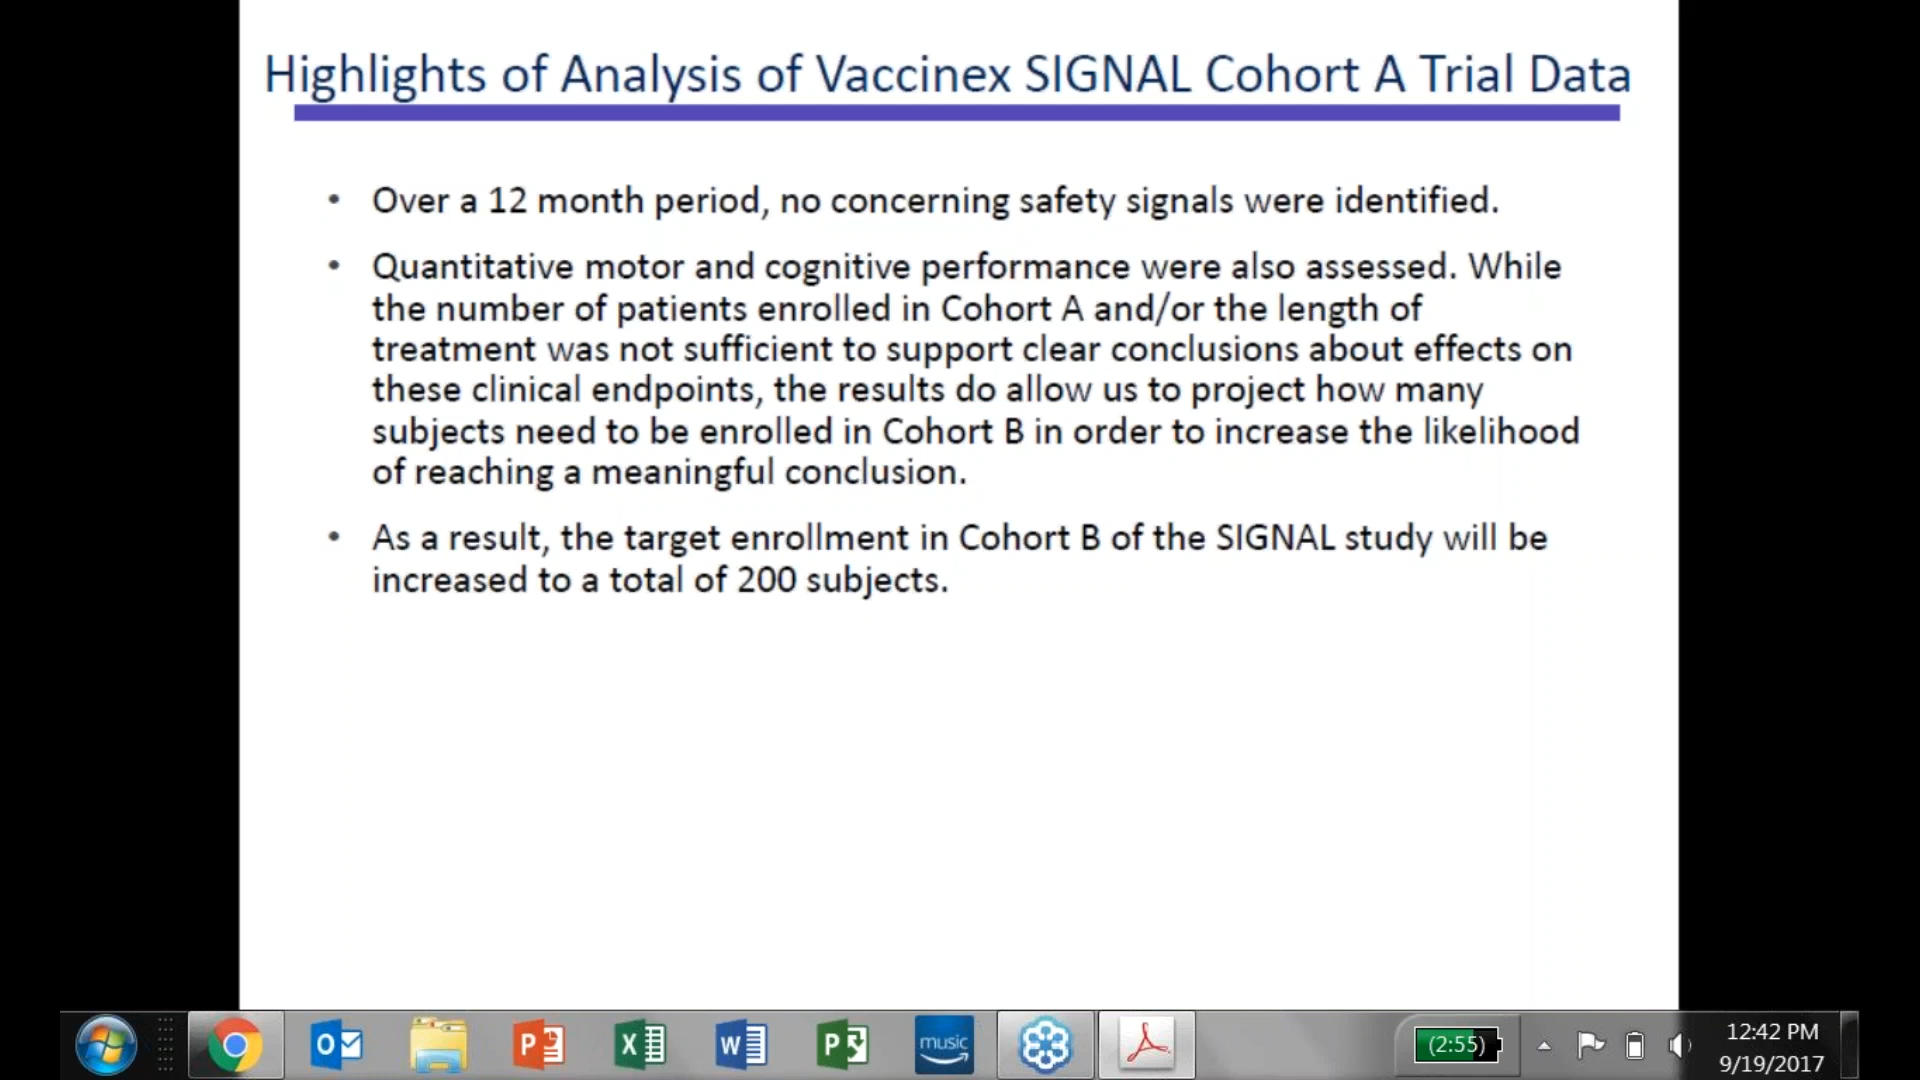 Highlights of Analysis of Vaccinex SIGNAL Cohort A Trial Data
• Over a 12 month period, no concerning safety signals were identified.
• Quantitative motor and cognitive performance were also assessed. While
the number of patients enrolled in Cohort A and/or the length of
treatment was not sufficient to support clear conclusions about effects on
these clinical endpoints, the results do allow us to project how many
subjects need to be enrolled in Cohort B in order to increase the likelihood
of reaching a meaningful conclusion.
• As a result, the target enrollment in Cohort B of the SIGNAL study will be
increased to a total of 200 subjects.
music
(2:55)
12:42 PM
9/19/2017